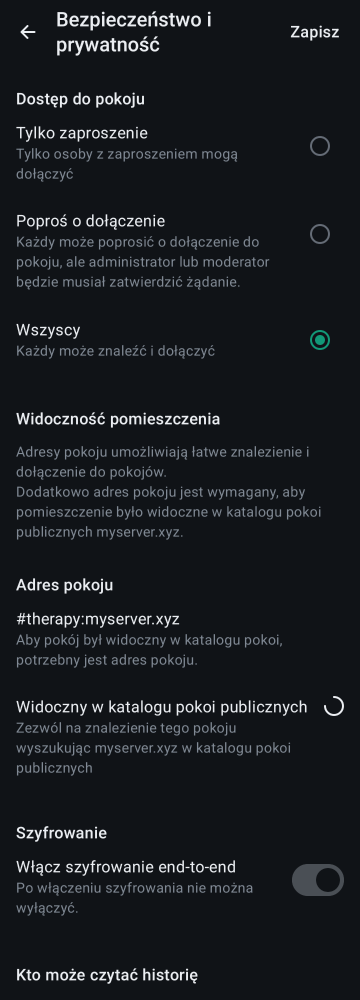 Bezpieczeństwo i
prywatność
Zapisz
Dostęp do pokoju
Tylko zaproszenie
Tylko osoby z zaproszeniem mogą
dołączyć
Poproś o dołączenie
Każdy może poprosić o dołączenie do
pokoju, ale administrator lub moderator
będzie musiał zatwierdzić żądanie.
Wszyscy
Każdy może znaleźć i dołączyć
Widoczność pomieszczenia
Adresy pokoju umożliwiają łatwe znalezienie i
dołączenie do pokojów.
Dodatkowo adres pokoju jest wymagany, aby
pomieszczenie było widoczne w katalogu pokoi
publicznych myserver.xyz.
Adres pokoju
#therapy:myserver.xyz
Aby pokój był widoczny w katalogu pokoi,
potrzebny jest adres pokoju.
Widoczny w katalogu pokoi publicznych
Zezwól na znalezienie tego pokoju
wyszukując myserver.xyz w katalogu pokoi
publicznych
Szyfrowanie
Włącz szyfrowanie end-to-end
Po włączeniu szyfrowania nie można
wyłączyć.
Kto może czytać historię